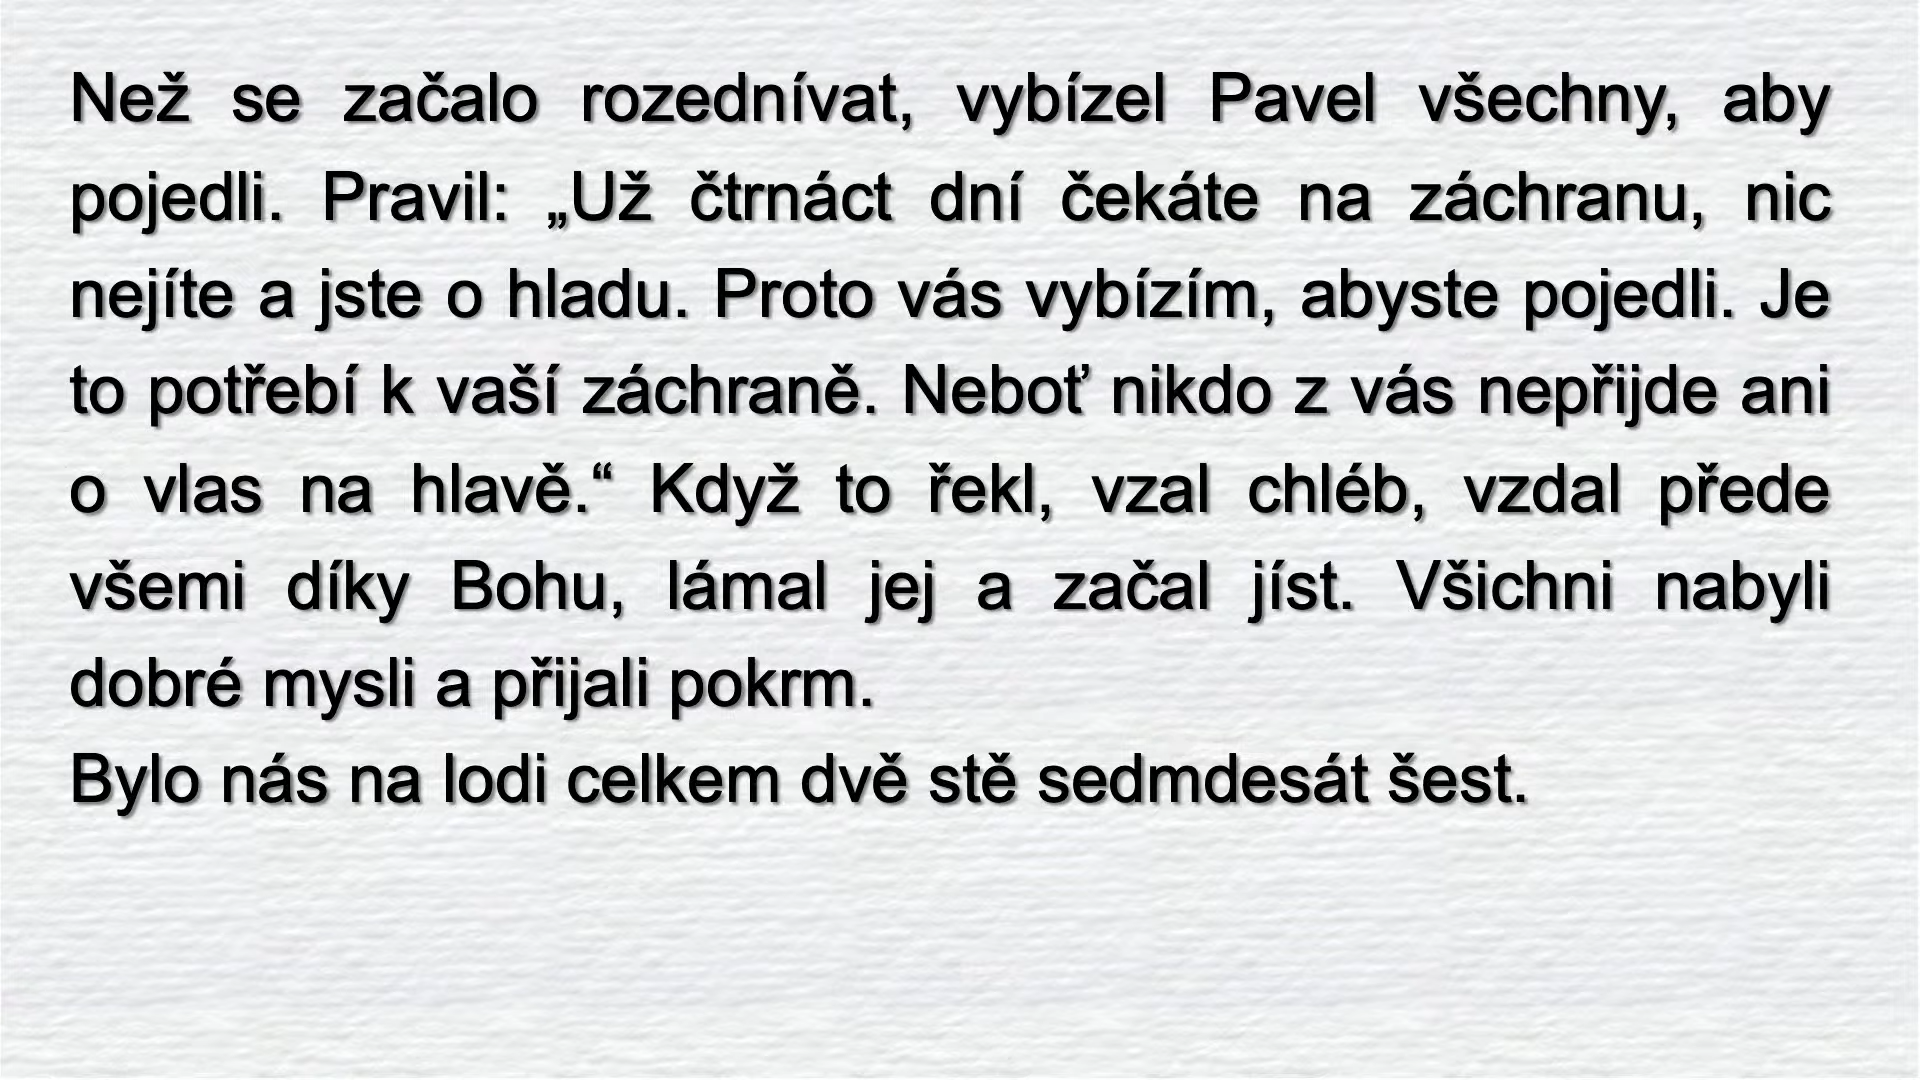 Než se začalo rozednívat, vybízel Pavel všechny, aby
pojedli. Pravil: „Už čtrnáct dní čekáte na záchranu, nic
nejíte a jste o hladu. Proto vás vybízím, abyste pojedli. Je
to potřebí k vaší záchraně. Neboť nikdo z vás nepřijde ani
o vlas na hlavě.“ Když to řekl, vzal chléb, vzdal přede
všemi díky Bohu, lámal jej a začal jíst. Všichni nabyli
dobré mysli a přijali pokrm.
Bylo nás na lodi celkem dvě stě sedmdesát šest.